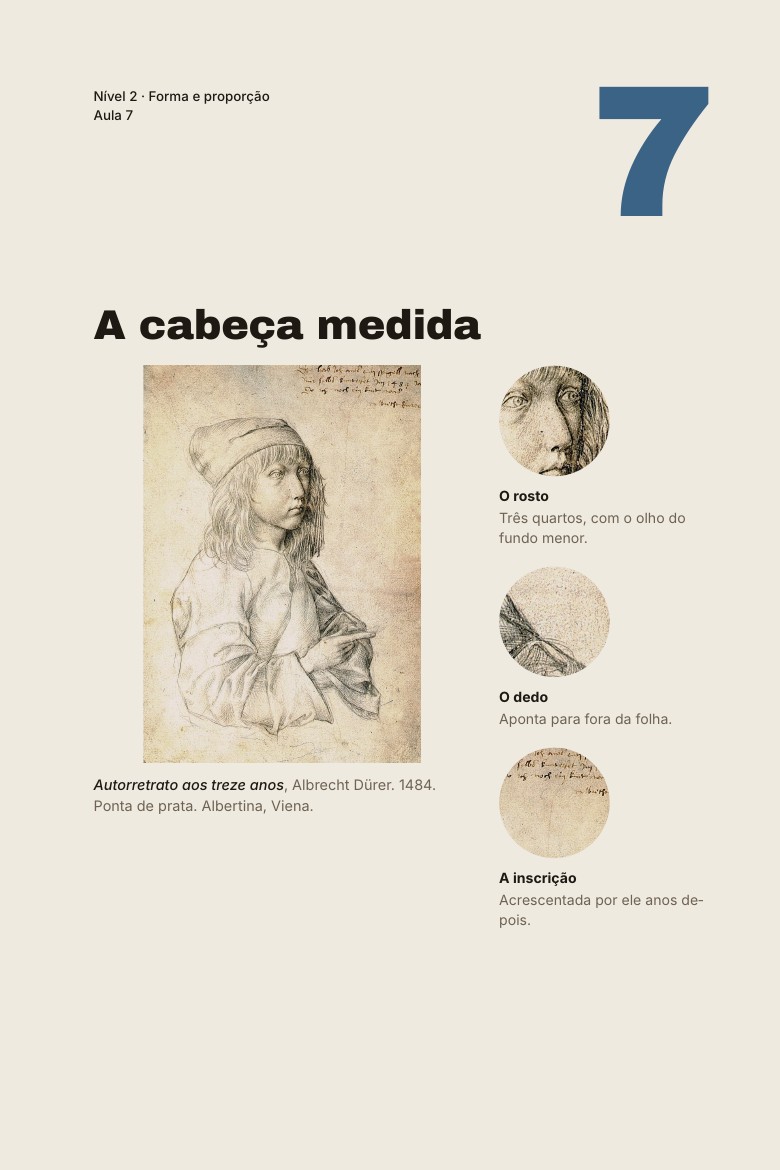 Nível 2 · Forma e proporção
Aula 7
7
A cabeça medida
O rosto
Três quartos, com o olho do
fundo menor.
O dedo
Aponta para fora da folha.
Autorretrato aos treze anos, Albrecht Dürer. 1484.
Ponta de prata. Albertina, Viena.
A inscrição
Acrescentada por ele anos de-
pois.